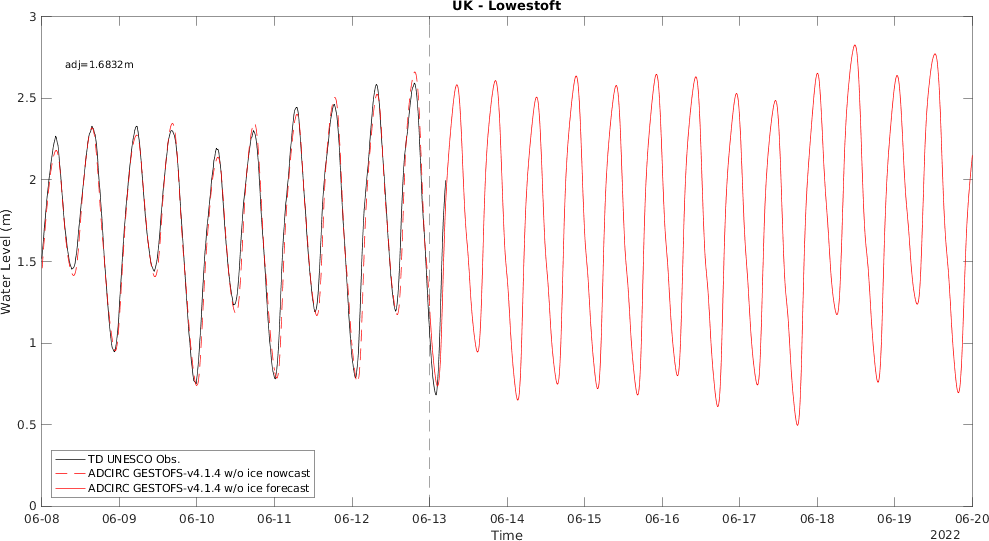 UK - Lowestoft
adj=1.6832m
Water Level (m)
3
2.5
2
1.5
1
0.5
0
TD UNESCO Obs.
ADCIRC GESTOFS-v4.1.4 w/o ice nowcast
ADCIRC GESTOFS-v4.1.4 w/o ice forecast
06-08 06-09 06-10 06-11 06-12 06-13 06-14 06-15 06-16 06-17 06-18 06-19 06-20
Time
2022